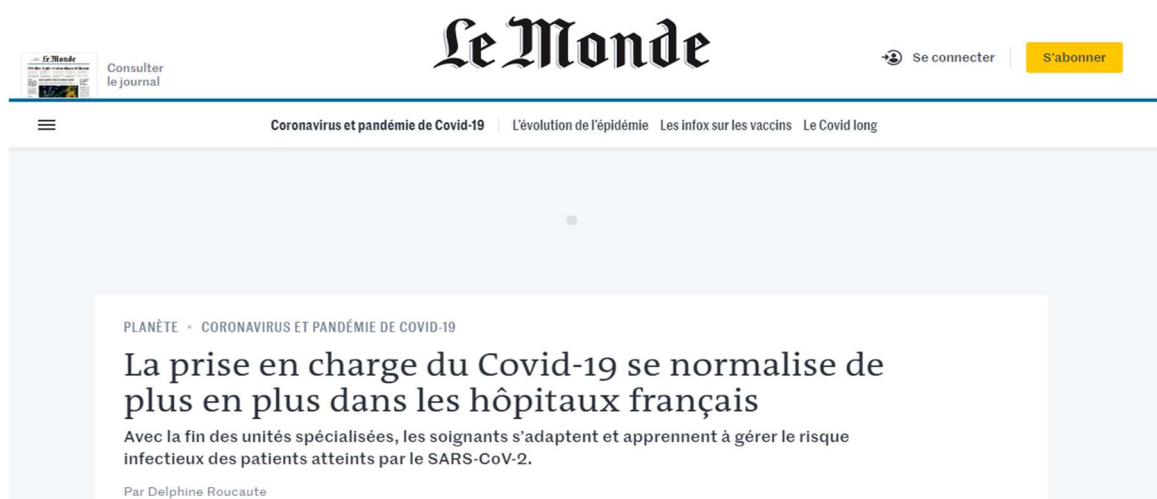 Le Monde
Le Monde
Consulter
le journal
Se connecter
S'abonner
Coronavirus et pandémie de Covid-19
L'évolution de l'épidémie
Les infox sur les vaccins
Le Covid long
PLANÈTE • CORONAVIRUS ET PANDÉMIE DE COVID-19
La prise en charge du Covid-19 se normalise de
plus en plus dans les hôpitaux français
Avec la fin des unités spécialisées, les soignants s'adaptent et apprennent à gérer le risque
infectieux des patients atteints par le SARS-CoV-2.
Par Delphine Roucaute